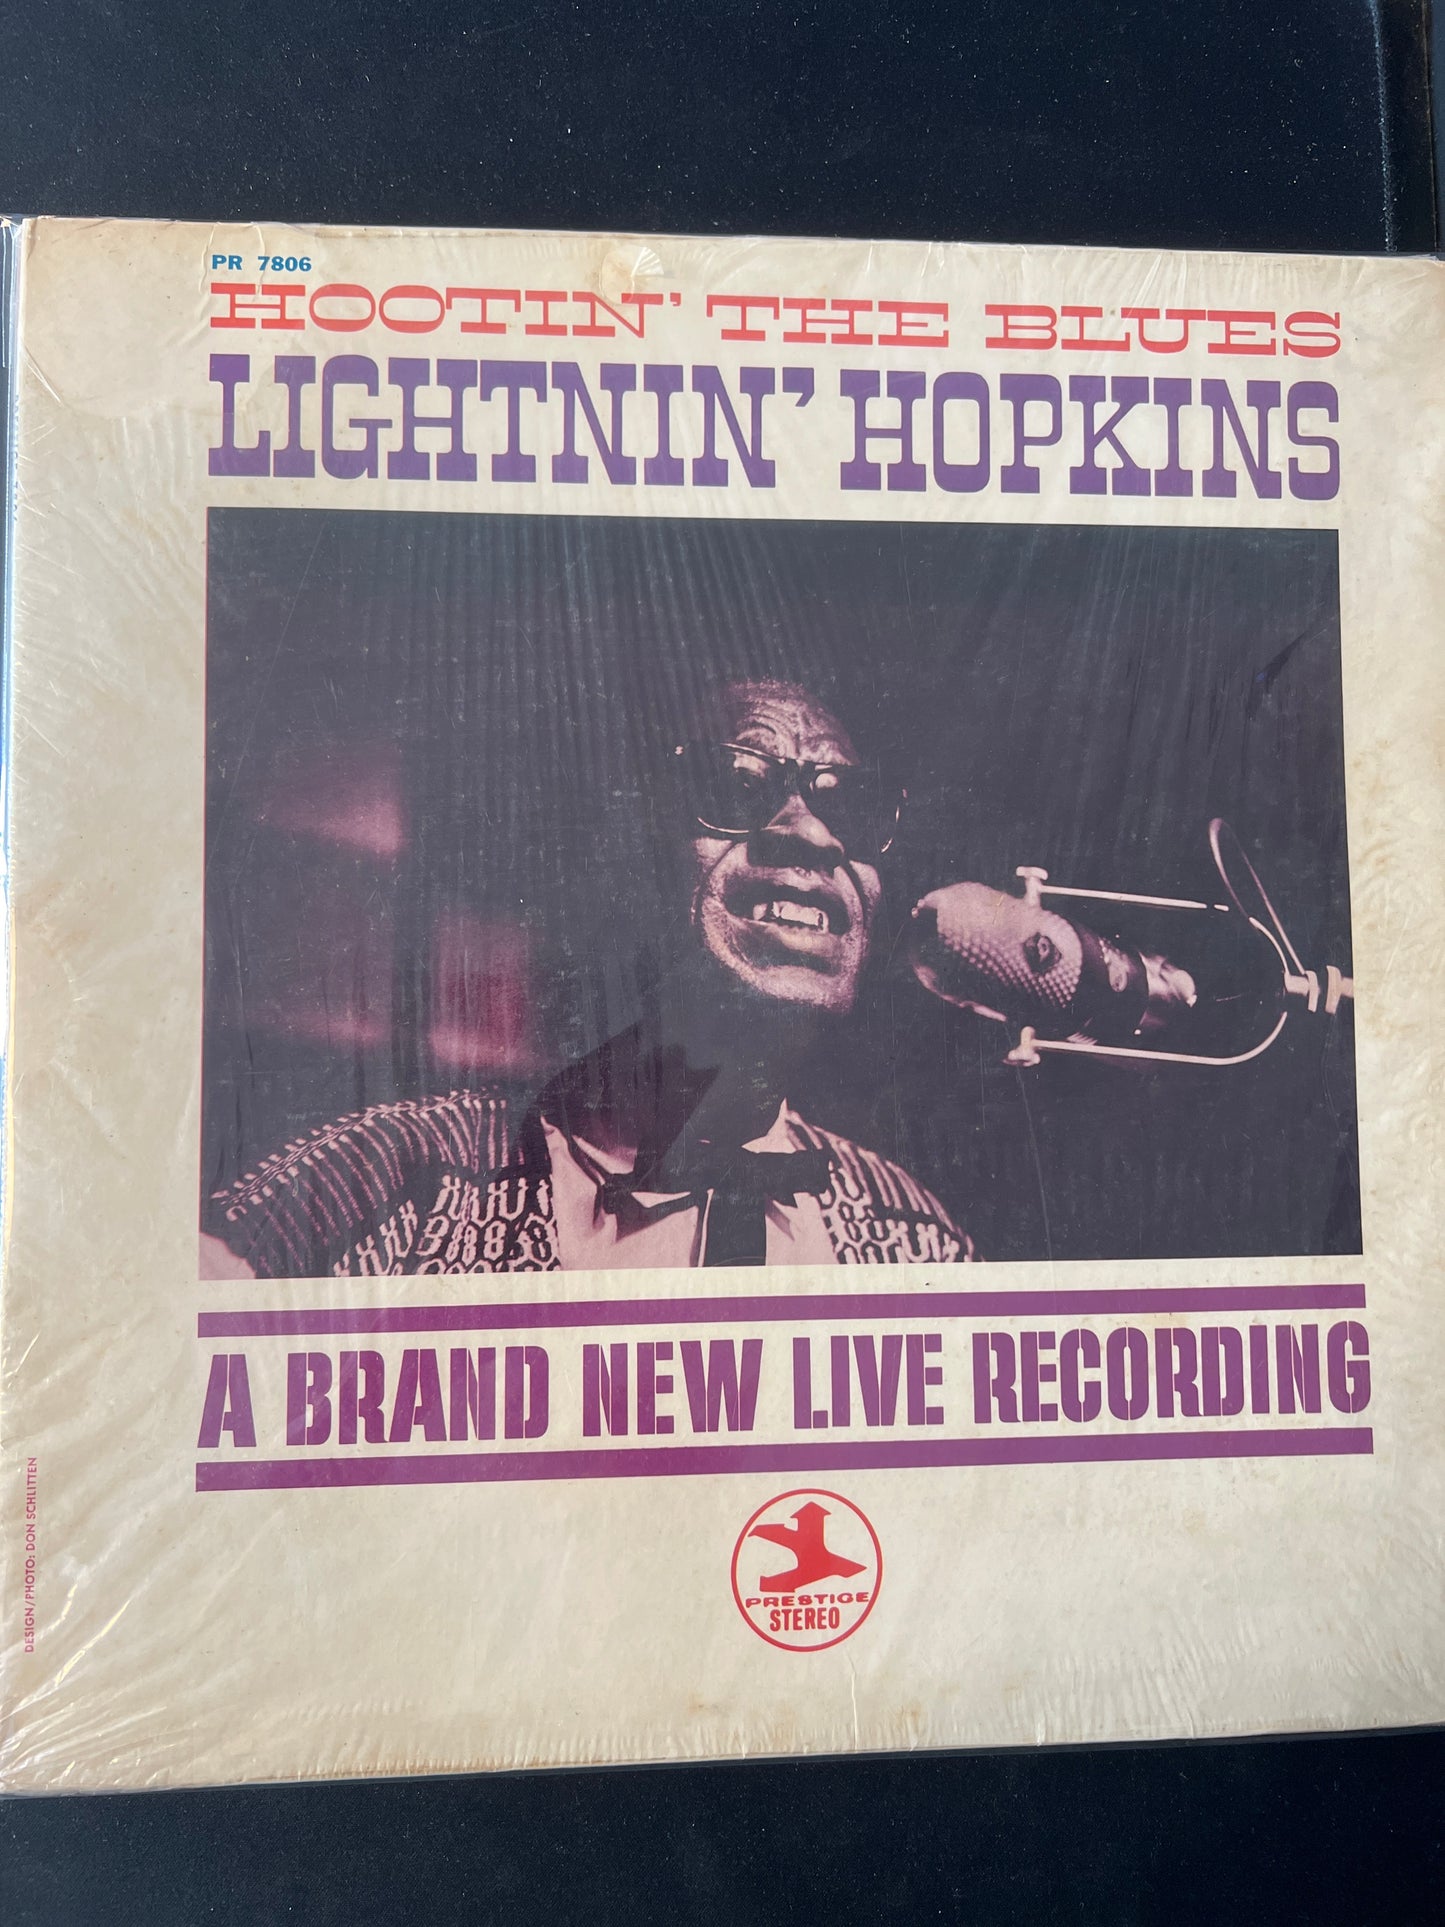 PR 7806
HOOTIN' THE BLUES
LIGHTNIN' HOPKINS
A BRAND NEW LIVE RECORDING
PRESTIGE
STEREO
DESIGN/PHOTO: DON SCHLITTEN